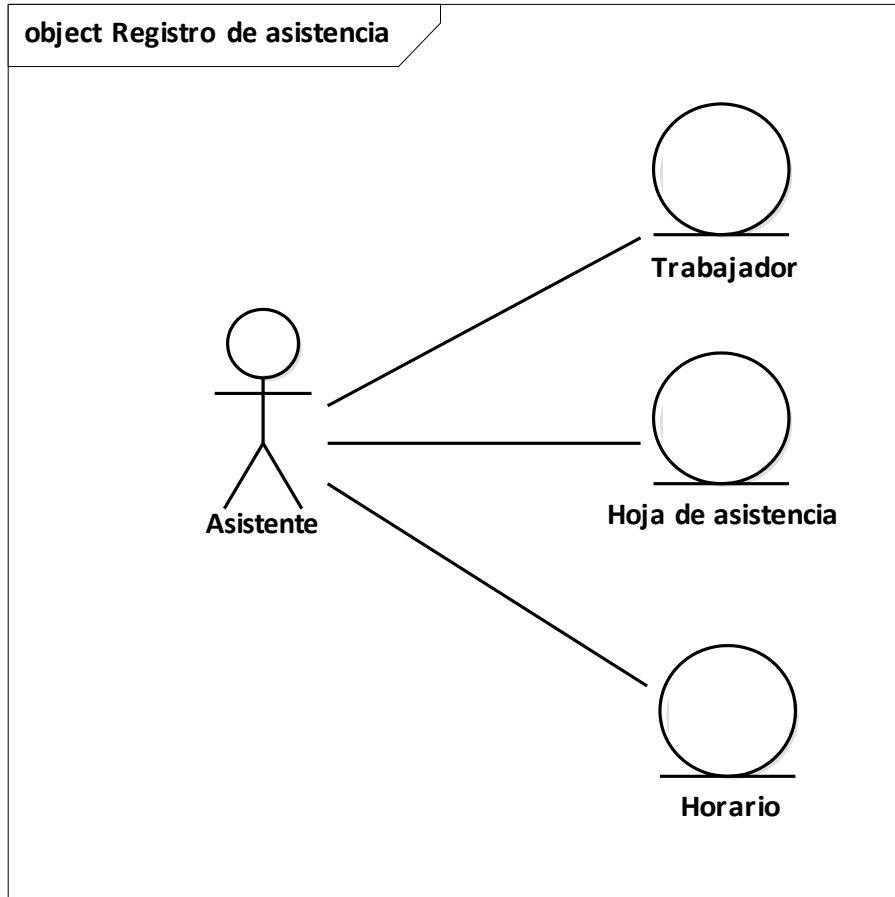 object Registro de asistencia
Trabajador
Asistente
Hoja de asistencia
Horario